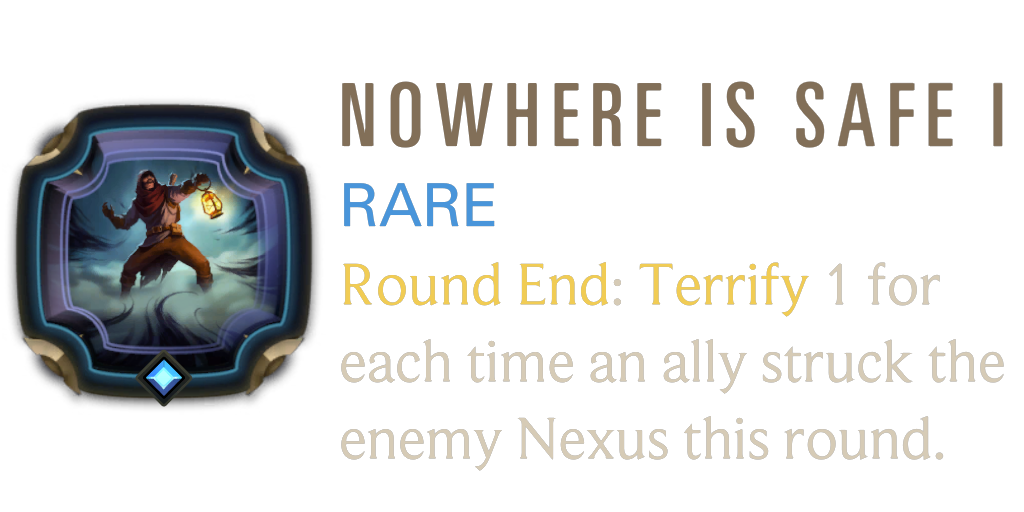 NOWHERE IS SAFE I
RARE
Round End: Terrify 1 for
each time an ally struck the
enemy Nexus this round.